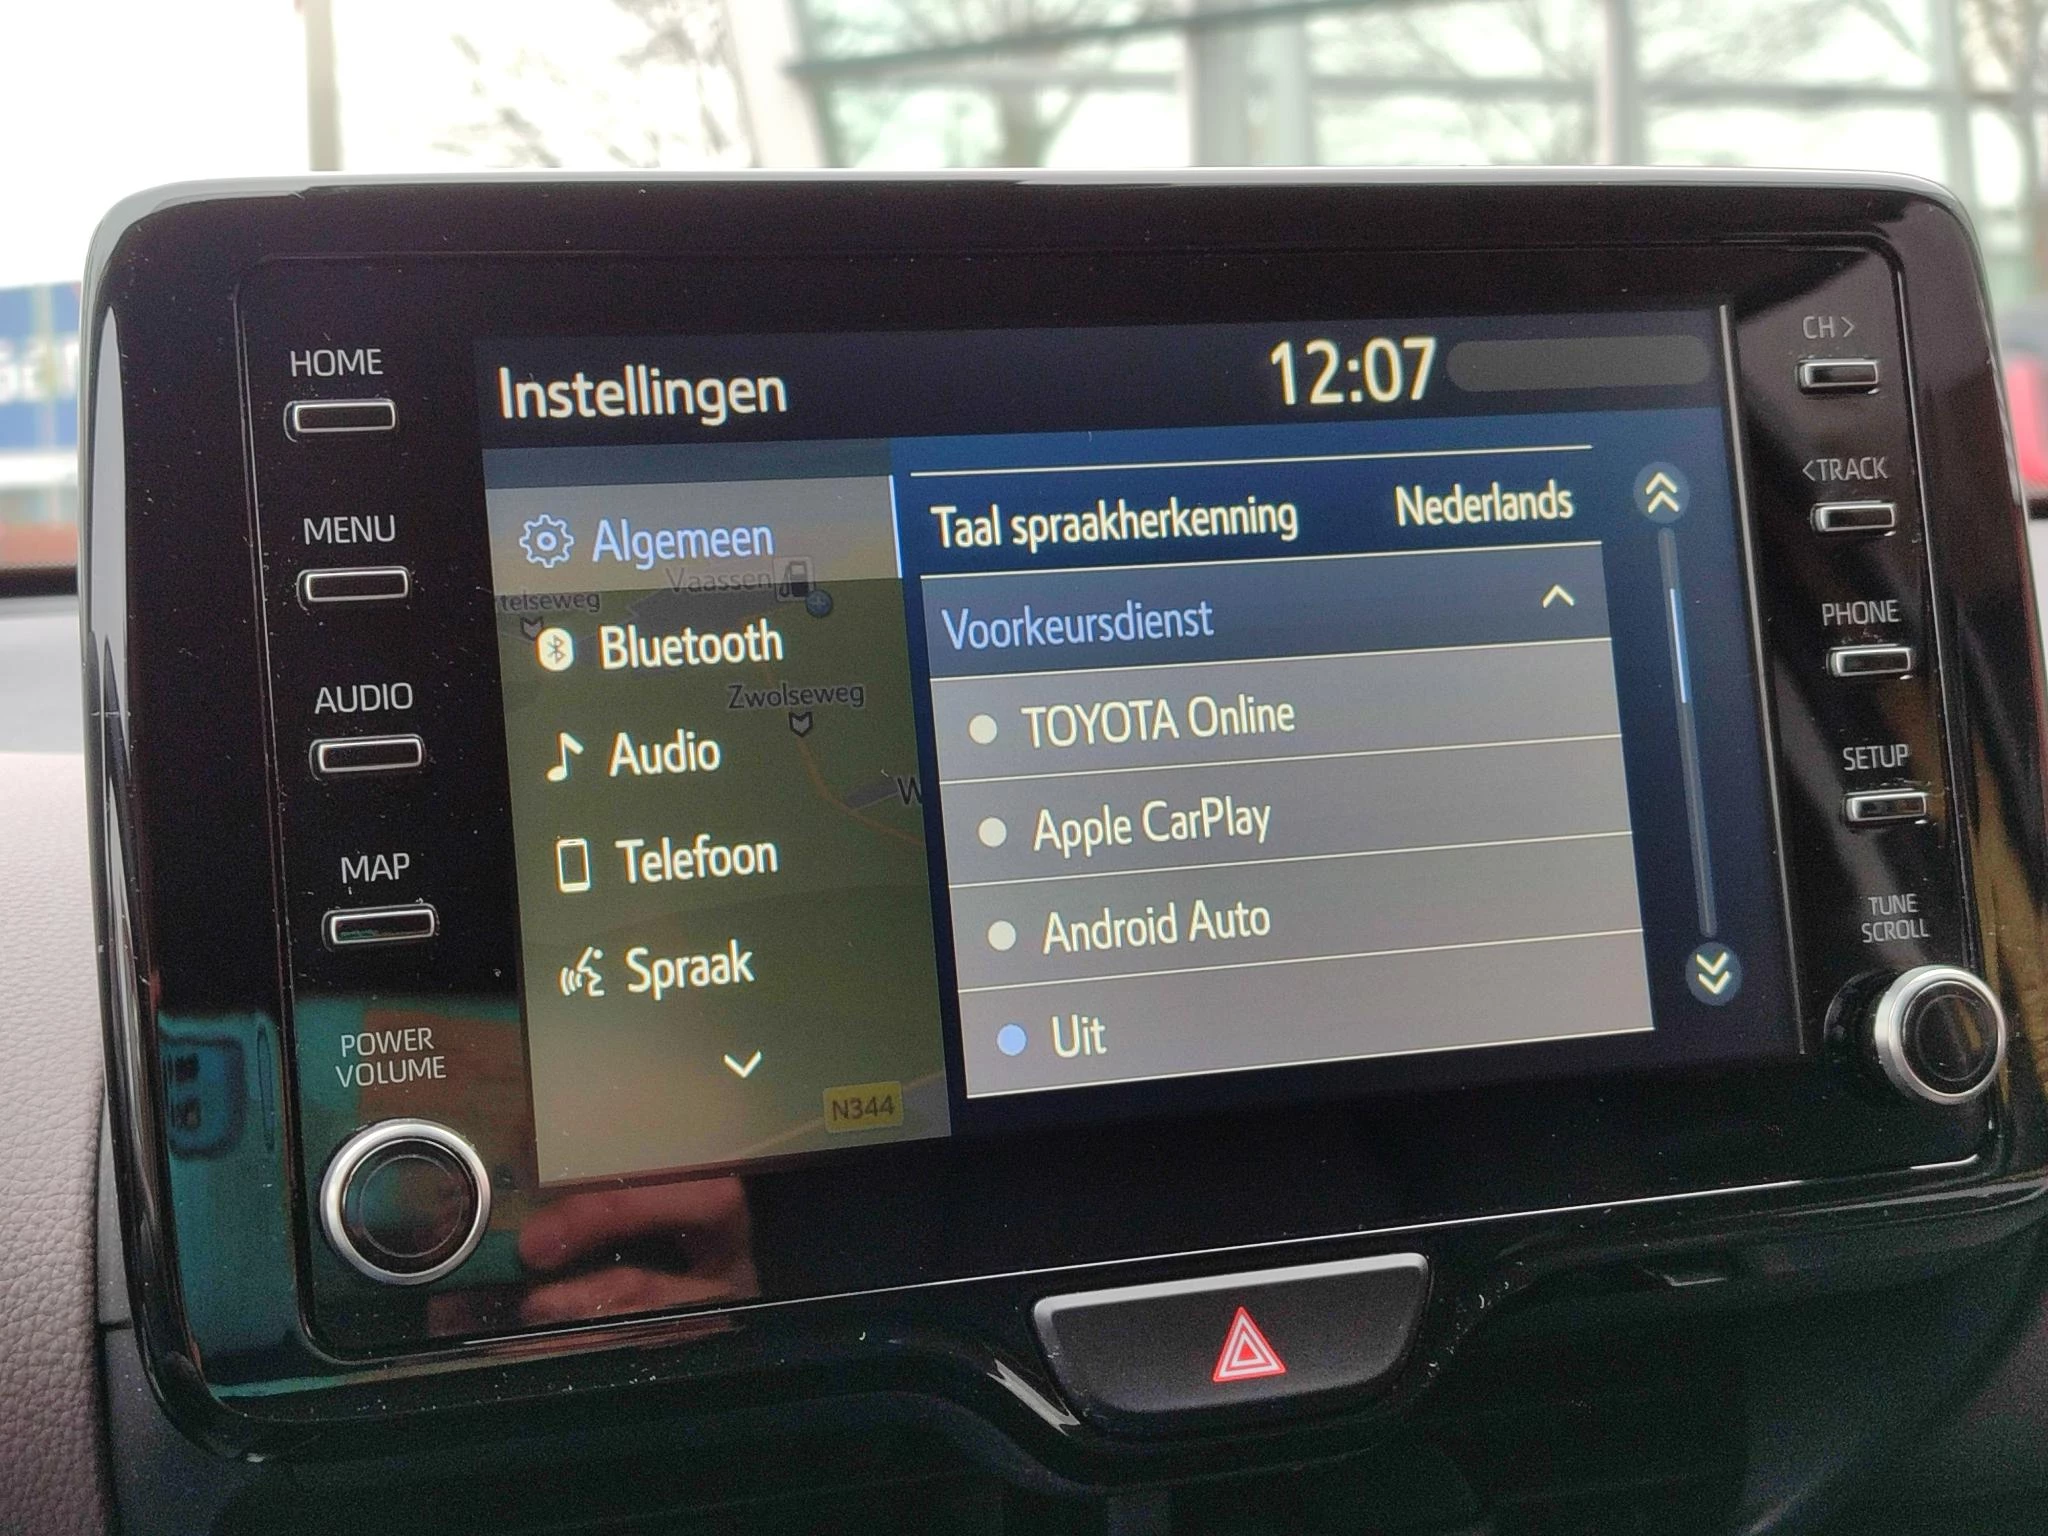 HOME
MENU
AUDIO
MAP
POWER
VOLUME
Instellingen
12:07
Algemeen
Vaassen
Bluetooth
Zwolseweg
Audio
Telefoon
Spraak
N344
Taal spraakherkenning Nederlands
Voorkeursdienst
TOYOTA Online
Apple CarPlay
Android Auto
Uit
CH >
< TRACK
PHONE
SETUP
TUNE
SCROLL